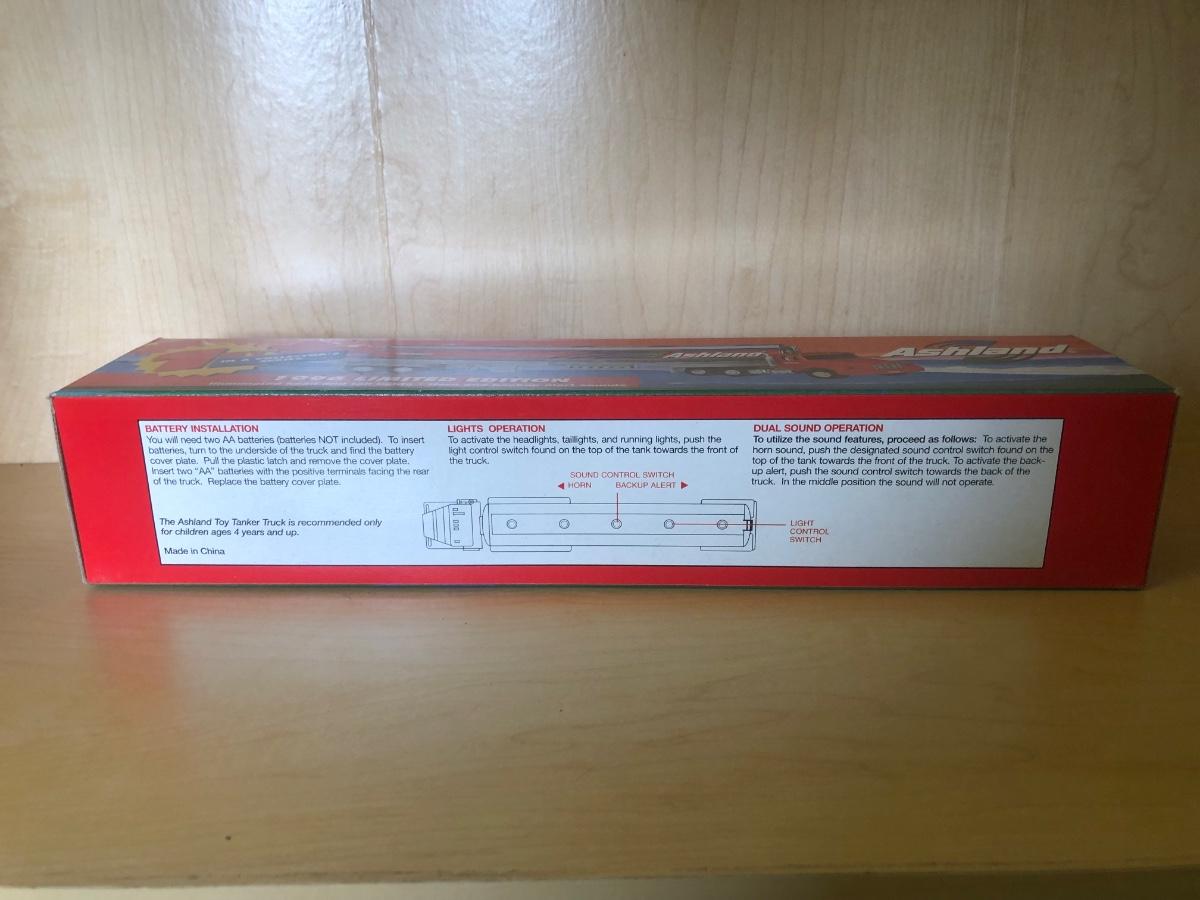 Ashland
Ashland
LIMITED EDITION
BATTERY INSTALLATION
You will need two AA batteries (batteries NOT included). To insert
batteries, turn to the underside of the truck and find the battery
cover plate. Pull the plastic latch and remove the cover plate.
Insert two "AA" batteries with the positive terminals facing the rear
of the truck. Replace the battery cover plate.
The Ashland Toy Tanker Truck is recommended only
for children ages 4 years and up.
Made in China
LIGHTS OPERATION
To activate the headlights, taillights, and running lights, push the
light control switch found on the top of the tank towards the front of
the truck.
SOUND CONTROL SWITCH
◀ HORN BACKUP ALERT ▶
LIGHT
CONTROL
SWITCH
DUAL SOUND OPERATION
To utilize the sound features, proceed as follows: To activate the
horn sound, push the designated sound control switch found on the
top of the tank towards the front of the truck. To activate the back-
up alert, push the sound control switch towards the back of the
truck. In the middle position the sound will not operate.